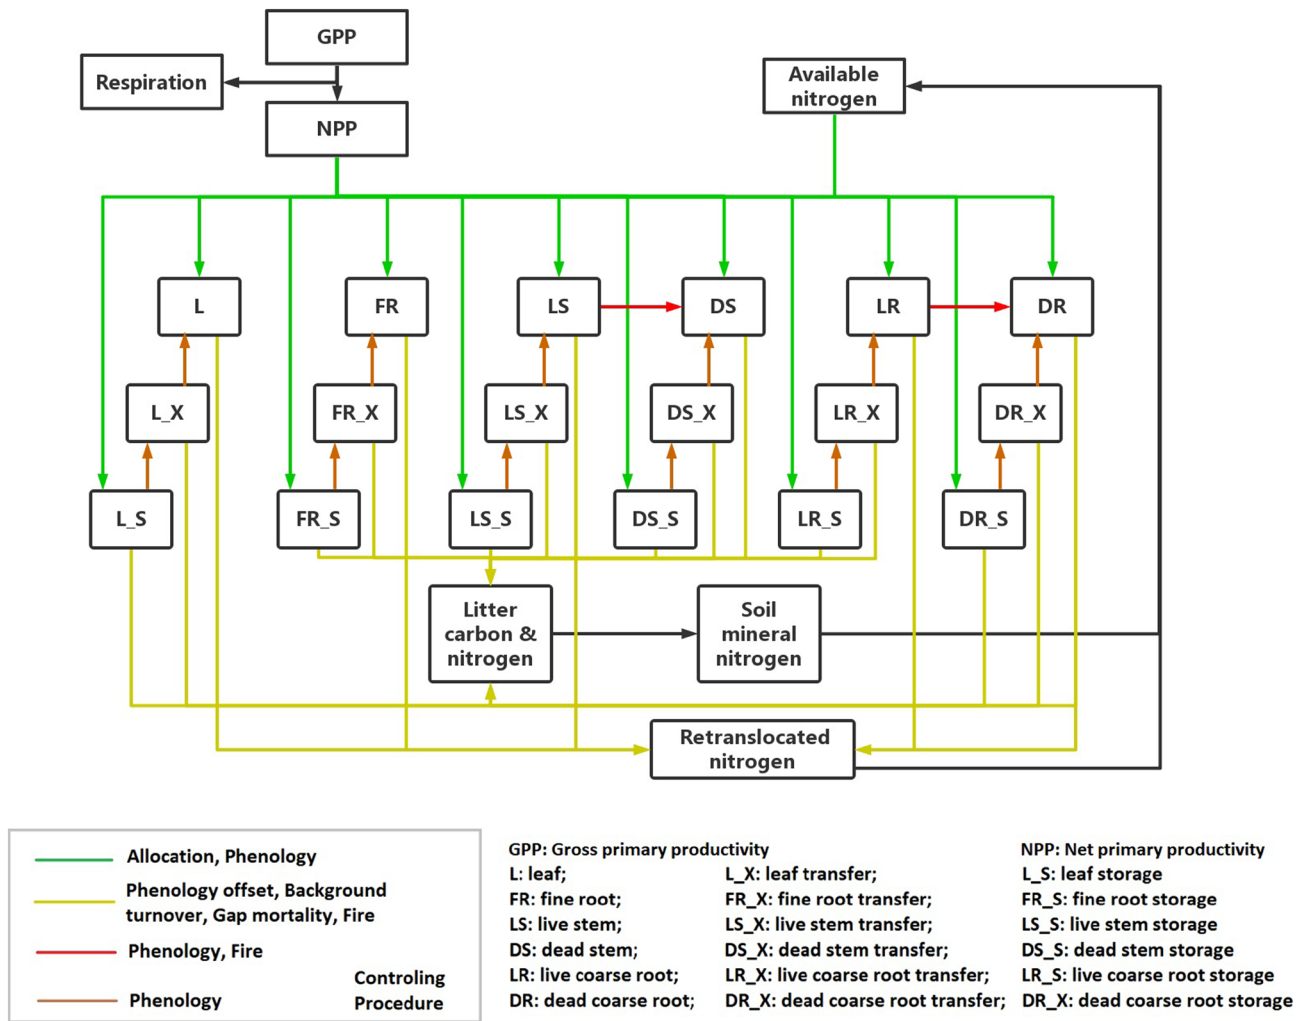 GPP
Respiration
Available
nitrogen
NPP
L
FR
LS
DS
LR
DR
L_X
FR_X
LS_X
DS_X
LR_X
DR_X
L_S
FR_S
LS_S
DS_S
LR_S
DR_S
Litter
carbon &
nitrogen
Soil
mineral
nitrogen
Retranslocated
nitrogen
Allocation, Phenology
Phenology offset, Background
turnover, Gap mortality, Fire
Phenology, Fire
Phenology
Controling
Procedure
GPP: Gross primary productivity
NPP: Net primary productivity
L: leaf;
L_X: leaf transfer;
L_S: leaf storage
FR: fine root;
FR_X: fine root transfer;
FR_S: fine root storage
LS: live stem;
LS_X: live stem transfer;
LS_S: live stem storage
DS: dead stem;
DS_X: dead stem transfer;
DS_S: dead stem storage
LR: live coarse root;
LR_X: live coarse root transfer;
LR_S: live coarse root storage
DR: dead coarse root;
DR_X: dead coarse root transfer;
DR_X: dead coarse root storage